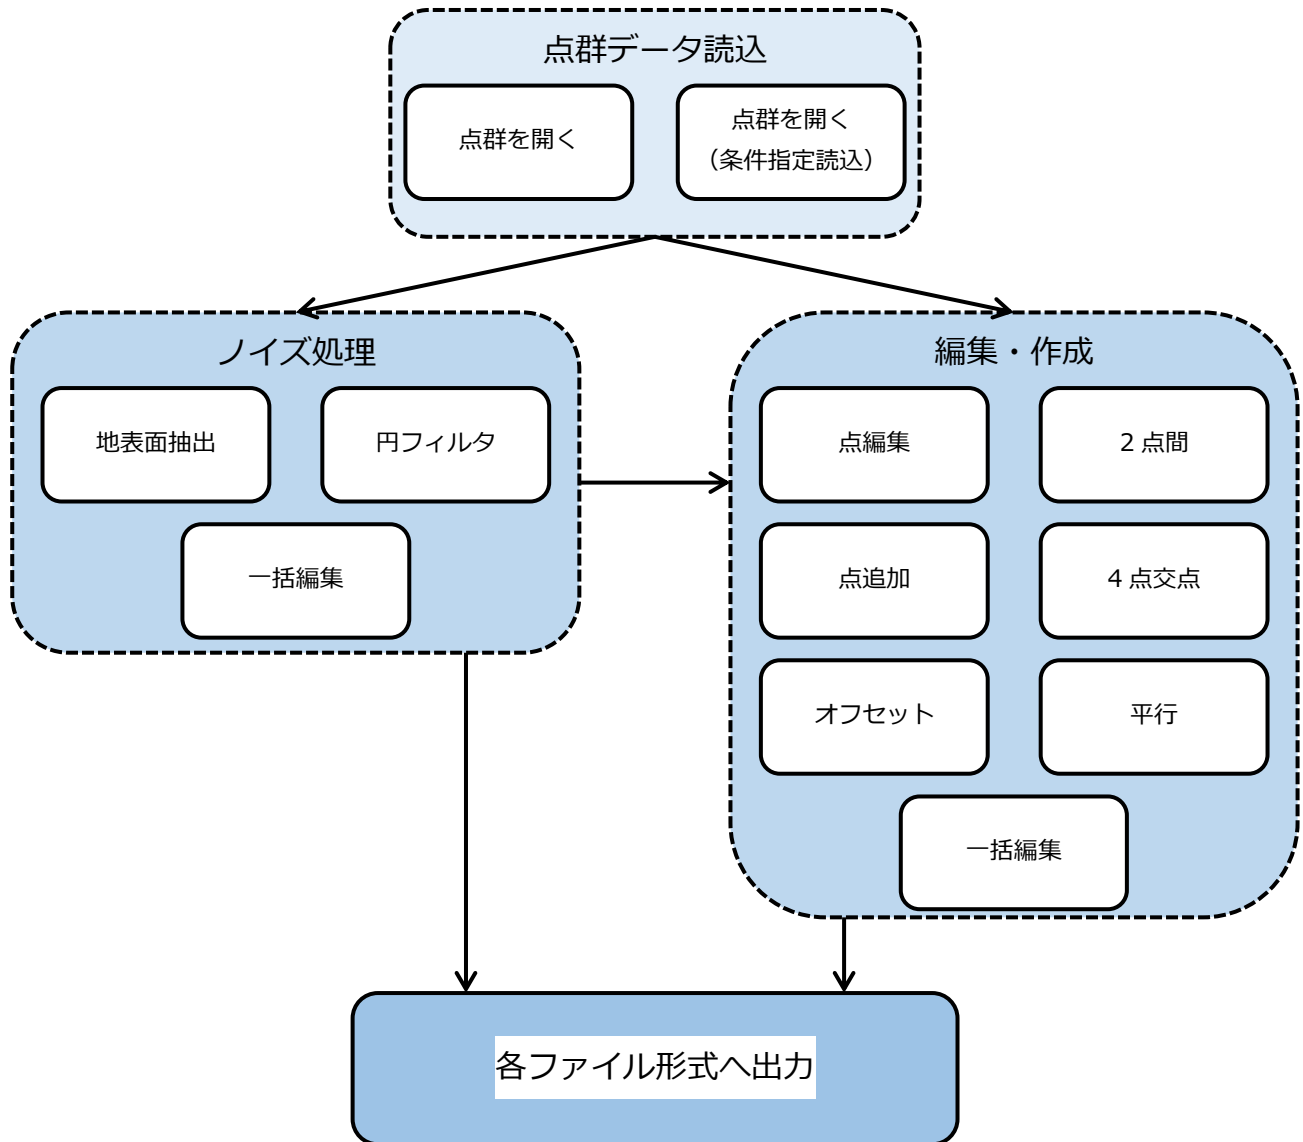 点群データ読込
点群を開く
点群を開く
（条件指定読込）
ノイズ処理
地表面抽出
円フィルタ
一括編集
編集・作成
点編集
２点間
点追加
４点交点
オフセット
平行
一括編集
各ファイル形式へ出力